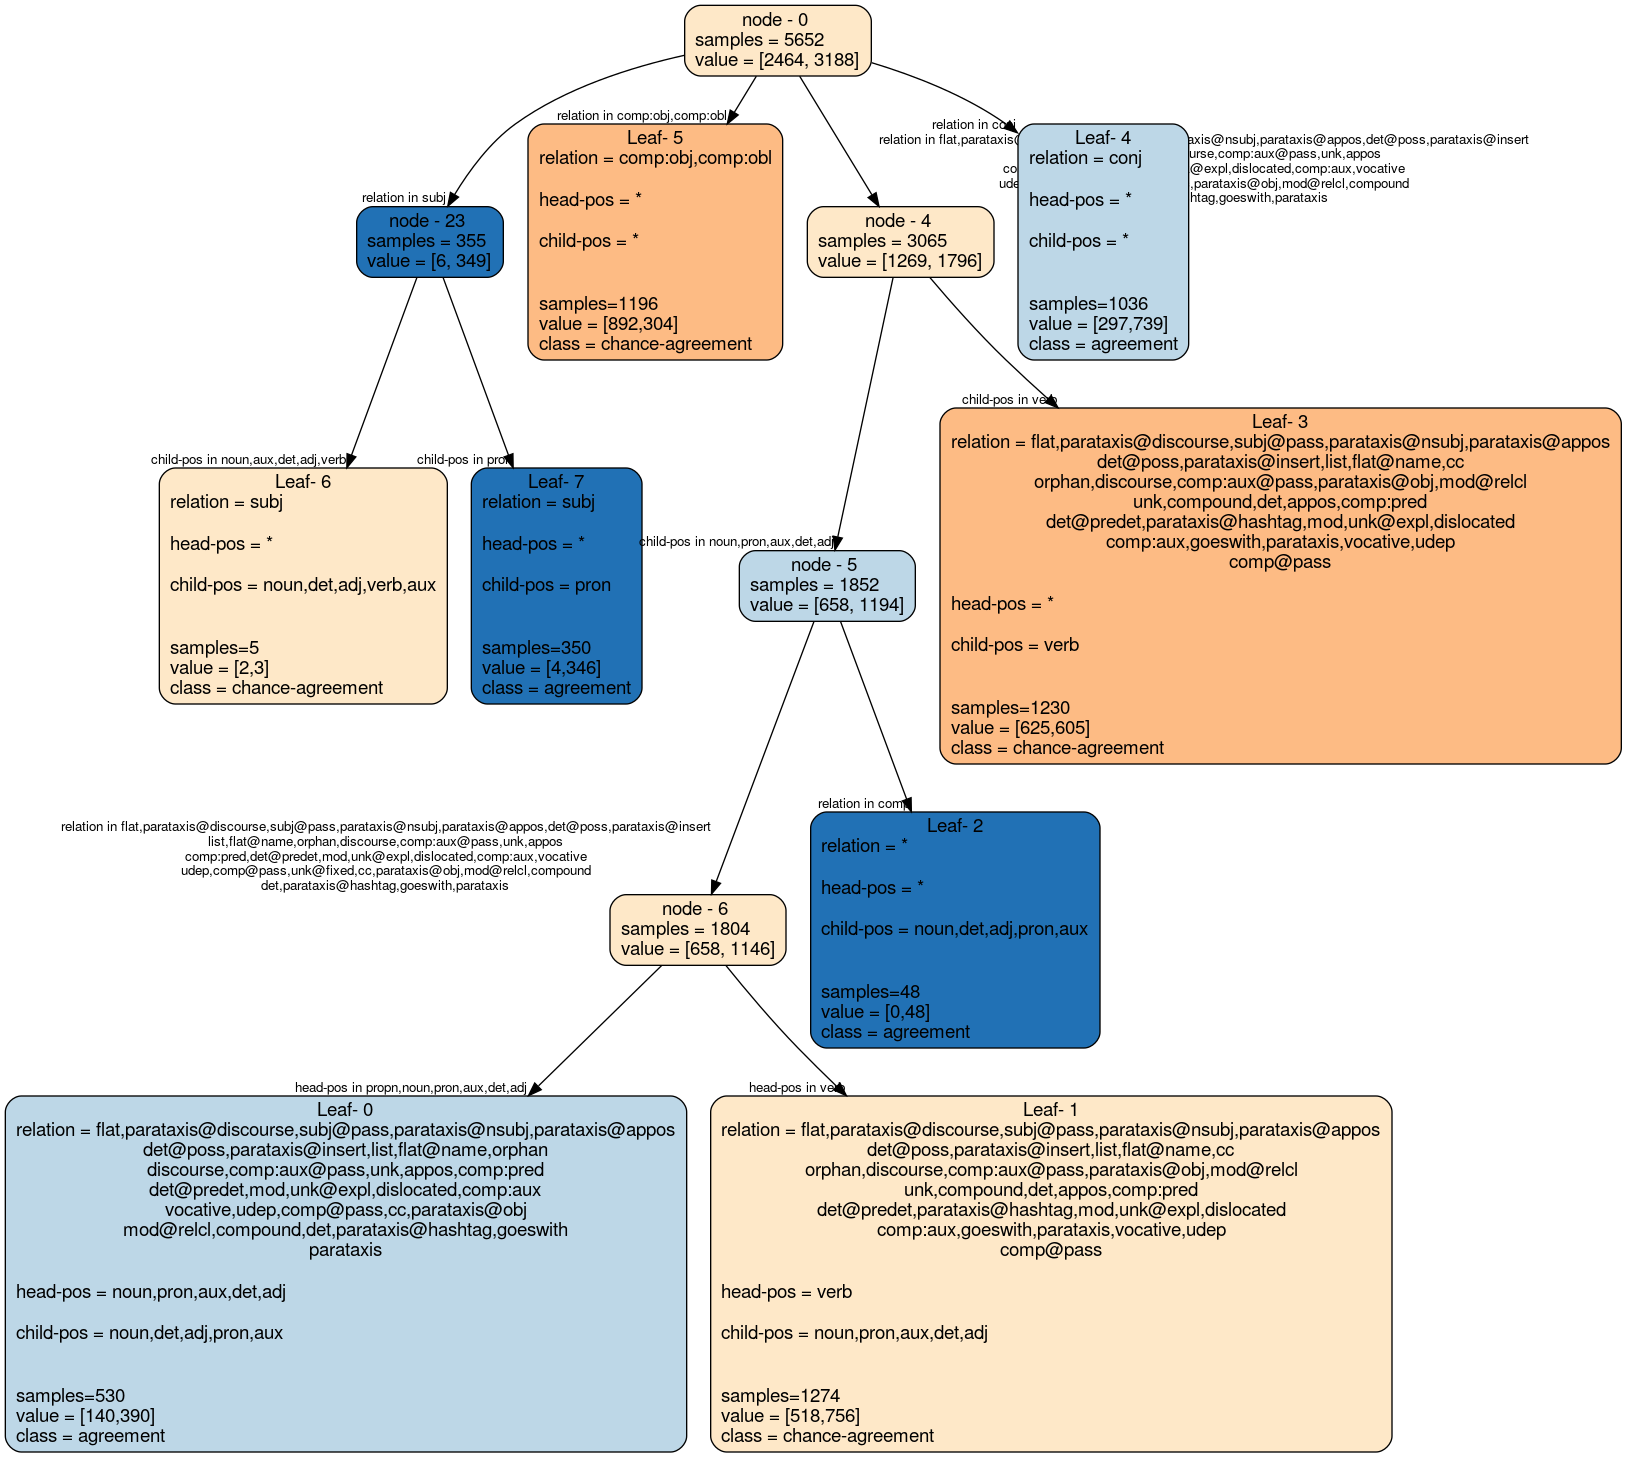 node - 0
samples = 5652
value = [2464, 3188]
relation in comp:obj,comp:obl
relation in subj
Leaf- 5
relation = comp:obj,comp:obl
head-pos = *
child-pos = *
samples=1196
value = [892,304]
class = chance-agreement
relation in
relation in
axis@nsubj,parataxis@appos,det@poss,parataxis@insert
urse,comp:aux@pass,unk,appos
@expl,dislocated,comp:aux,vocative
,parataxis@obj,mod@relcl,compound
htag,goeswith,parataxis
Leaf- 4
relation = conj
head-pos = *
child-pos = *
samples=1036
value = [297,739]
class = agreement
node - 23
samples = 355
value = [6, 349]
node - 4
samples = 3065
value = [1269, 1796]
child-pos in noun,aux,det,adj,verb
child-pos in pron
child-pos in verb
Leaf- 6
relation = subj
head-pos = *
child-pos = noun,det,adj,verb,aux
samples=5
value = [2,3]
class = chance-agreement
Leaf- 7
relation = subj
head-pos = *
child-pos = pron
samples=350
value = [4,346]
class = agreement
Leaf- 3
relation = flat,parataxis@discourse,subj@pass,parataxis@nsubj,parataxis@appos
det@poss,parataxis@insert,list,flat@name,cc
orphan,discourse,comp:aux@pass,parataxis@obj,mod@relcl
unk,compound,det,appos,comp:pred
det@predet,parataxis@hashtag,mod,unk@expl,dislocated
comp:aux,goeswith,parataxis,vocative,udep
comp@pass
head-pos = *
child-pos = verb
samples=1230
value = [625,605]
class = chance-agreement
child-pos in noun,pron,aux,det,adj
node - 5
samples = 1852
value = [658, 1194]
relation in flat,parataxis@discourse,subj@pass,parataxis@nsubj,parataxis@appos,det@poss,parataxis@insert
list,flat@name,orphan,discourse,comp:aux@pass,unk,appos
comp:pred,det@predet,mod,unk@expl,dislocated,comp:aux,vocative
udep,comp@pass,unk@fixed,cc,parataxis@obj,mod@relcl,compound
det,parataxis@hashtag,goeswith,parataxis
relation in comp
Leaf- 2
relation = *
head-pos = *
child-pos = noun,det,adj,pron,aux
samples=48
value = [0,48]
class = agreement
node - 6
samples = 1804
value = [658, 1146]
head-pos in propn,noun,pron,aux,det,adj
head-pos in verb
Leaf- 0
relation = flat,parataxis@discourse,subj@pass,parataxis@nsubj,parataxis@appos
det@poss,parataxis@insert,list,flat@name,orphan
discourse,comp:aux@pass,unk,appos,comp:pred
det@predet,mod,unk@expl,dislocated,comp:aux
vocative,udep,comp@pass,cc,parataxis@obj
mod@relcl,compound,det,parataxis@hashtag,goeswith
parataxis
head-pos = noun,pron,aux,det,adj
child-pos = noun,det,adj,pron,aux
samples=530
value = [140,390]
class = agreement
Leaf- 1
relation = flat,parataxis@discourse,subj@pass,parataxis@nsubj,parataxis@appos
det@poss,parataxis@insert,list,flat@name,cc
orphan,discourse,comp:aux@pass,parataxis@obj,mod@relcl
unk,compound,det,appos,comp:pred
det@predet,parataxis@hashtag,mod,unk@expl,dislocated
comp:aux,goeswith,parataxis,vocative,udep
comp@pass
head-pos = verb
child-pos = noun,pron,aux,det,adj
samples=1274
value = [518,756]
class = chance-agreement